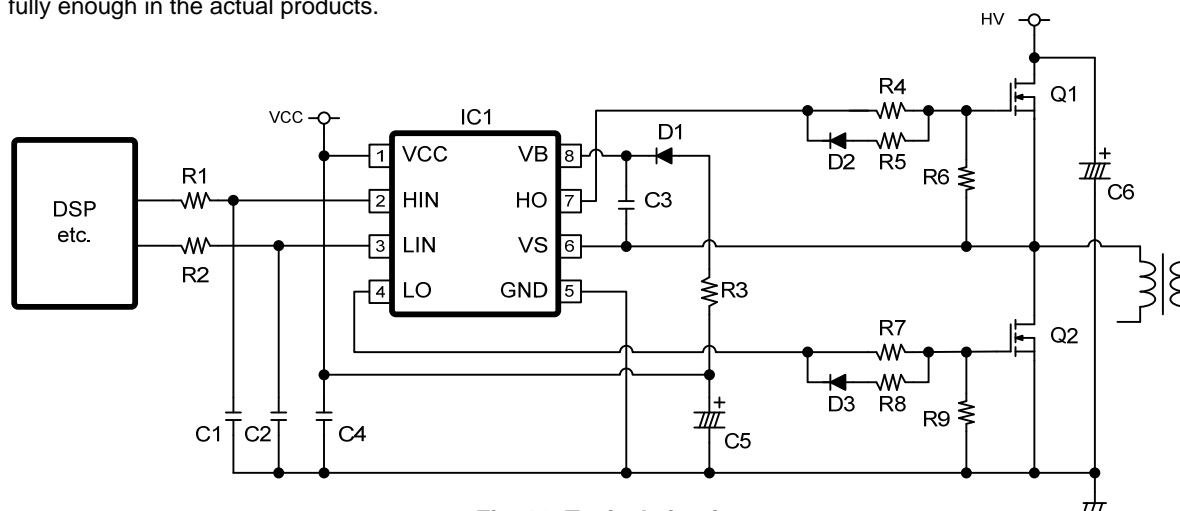 fully enough in the actual products.
HV
R4
Q1
VCC
IC1
D1
1 VCC VB 8
D2 R5
R1
DSP
etc.
2 HIN HO 7
C3
R6
C6
+
3 LIN VS 6
R2
4 LO GND 5
R3
R7
Q2
D3 R8
+
R9
C1 C2 C4 C5